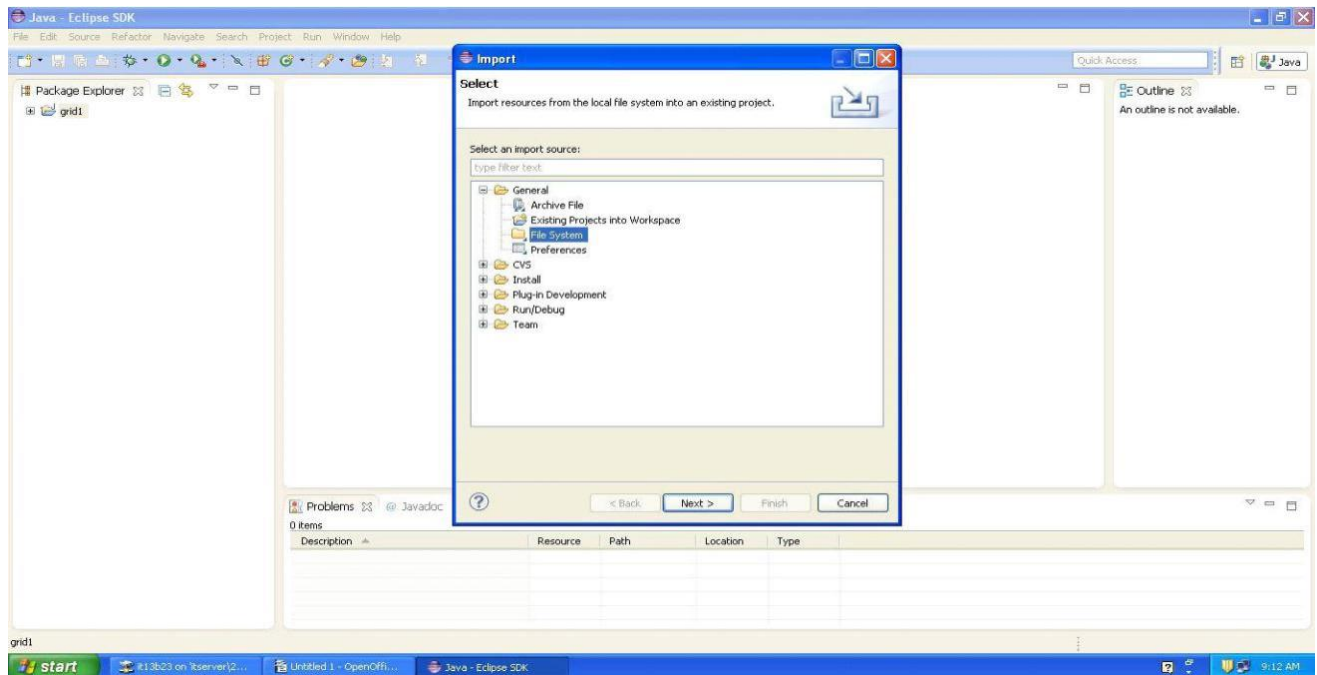 Java - Eclipse SDK
File Edit Source Refactor Navigate Search Project Run Window Help
Quick Access
Java
Package Explorer
grid1
Import
Select
Import resources from the local file system into an existing project.
Select an import source:
type filter text
General
Archive File
Existing Projects into Workspace
File System
Preferences
CVS
Install
Plug-in Development
Run/Debug
Team
< Back Next > Finish Cancel
Outline
An outline is not available.
Problems @ Javadoc
0 items
Description Resource Path Location Type
grid1
start
on 
Untitled 1 - OpenOffi...
Java - Eclipse SDK
9:12 AM